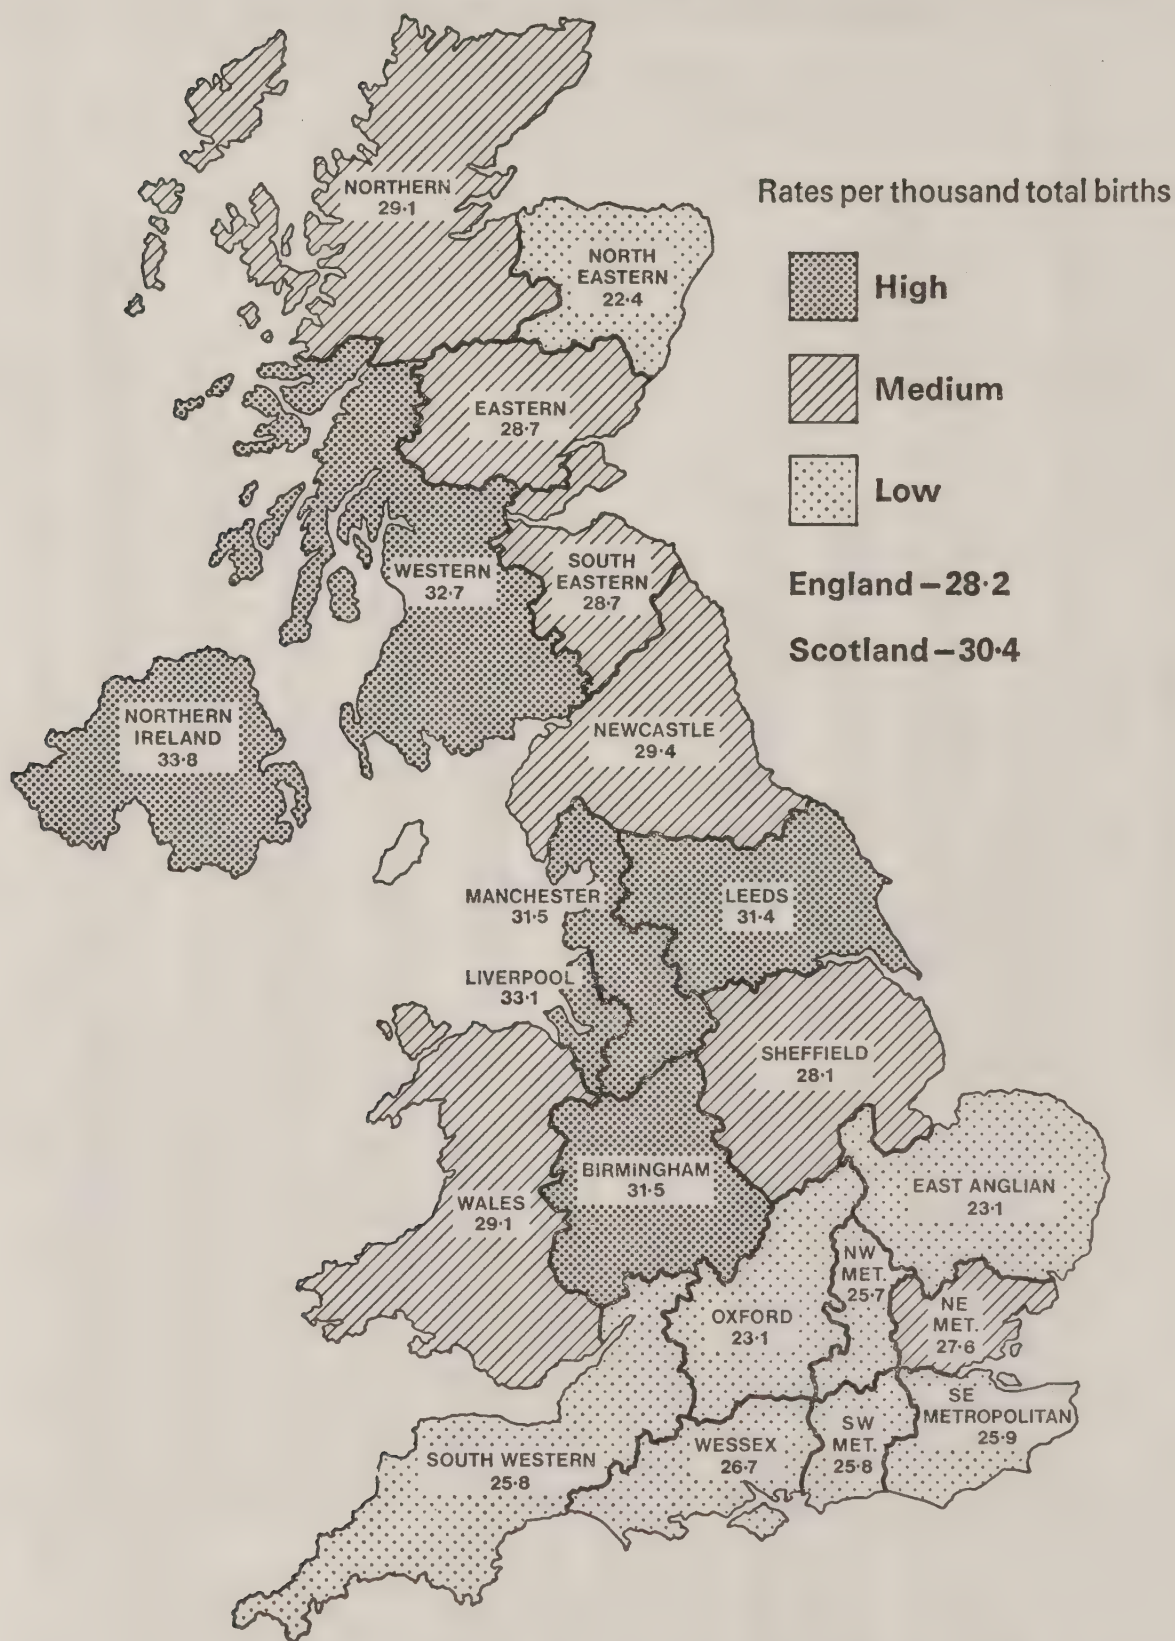 NORTHERN
29·1
Rates per thousand total births
NORTH
EASTERN
22·4
High
Medium
EASTERN
28·7
Low
WESTERN
32·7
SOUTH
EASTERN
28·7
England – 28·2
Scotland – 30·4
NORTHERN
IRELAND
33·8
NEWCASTLE
29·4
MANCHESTER
31·5
LEEDS
31·4
LIVERPOOL
33·1
SHEFFIELD
28·1
BIRMINGHAM
31·5
WALES
29·1
EAST ANGLIAN
23·1
NW
MET.
25·7
OXFORD
23·1
NE
MET.
27·6
SE
METROPOLITAN
25·9
SW
MET.
25·8
WESSEX
26·7
SOUTH WESTERN
25·8